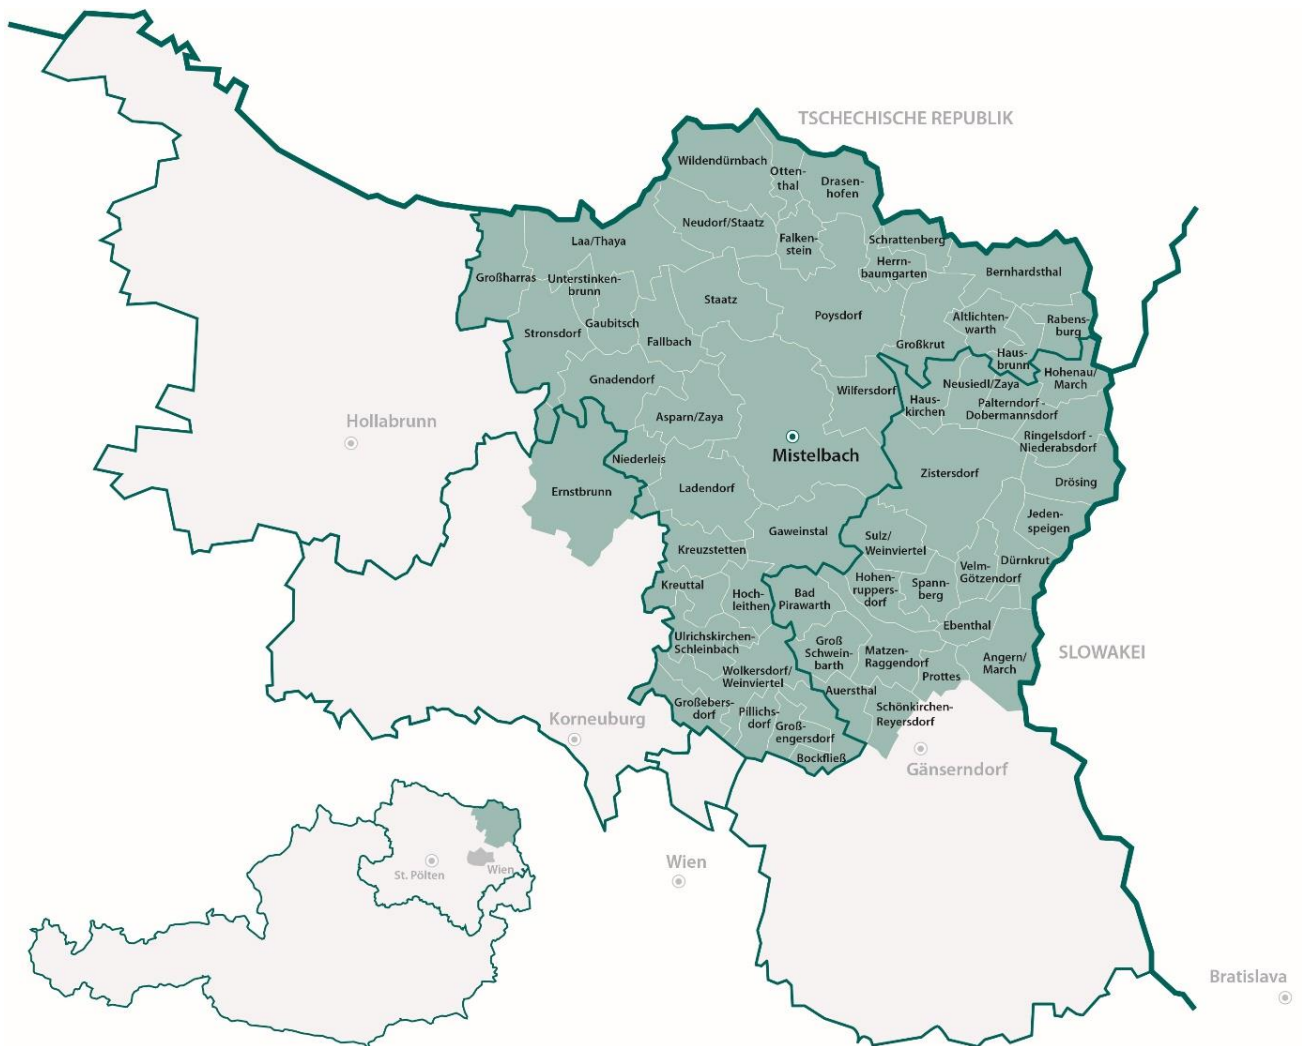 TSCHECHISCHE REPUBLIK
Wildendürnbach
Otten-
thal
Drasen-
hofen
Neudorf/Staatz
Laa/Thaya
Falken-
stein
Schrattenberg
Herrn-
baumgarten
Bernhardsthal
Großharras
Unterstinken-
brunn
Staatz
Poysdorf
Altlichten-
warth
Rabens-
burg
Stronsdorf
Gaubitsch
Fallbach
Großkrut
Haus-
brunn
Hohenau/
March
Gnadendorf
Wilfersdorf
Neusiedl/Zaya
Haus-
kirchen
Palterndorf -
Dobermannsdorf
Asparn/Zaya
Hollabrunn
Mistelbach
Ringelsdorf -
Niederabsdorf
Niederleis
Zistersdorf
Drösing
Ernstbrunn
Ladendorf
Jeden-
speigen
Gaweinstal
Sulz/
Weinviertel
Kreuzstetten
Dürnkrut
Velm-
Götzendorf
Hohen-
ruppers-
dorf
Spann-
berg
Kreuttal
Hoch-
leithen
Bad
Pirawarth
Ebenthal
Ulrichskirchen-
Schleinbach
Groß
Schwein-
barth
Matzen-
Raggendorf
Angern/
March
SLOWAKEI
Wolkersdorf/
Weinviertel
Prottes
Auersthal
Großebers-
dorf
Pillichs-
dorf
Schönkirchen-
Reyersdorf
Groß-
engersdorf
Korneuburg
Bockfließ
Gänserndorf
Wien
St. Pölten
Wien
Bratislava